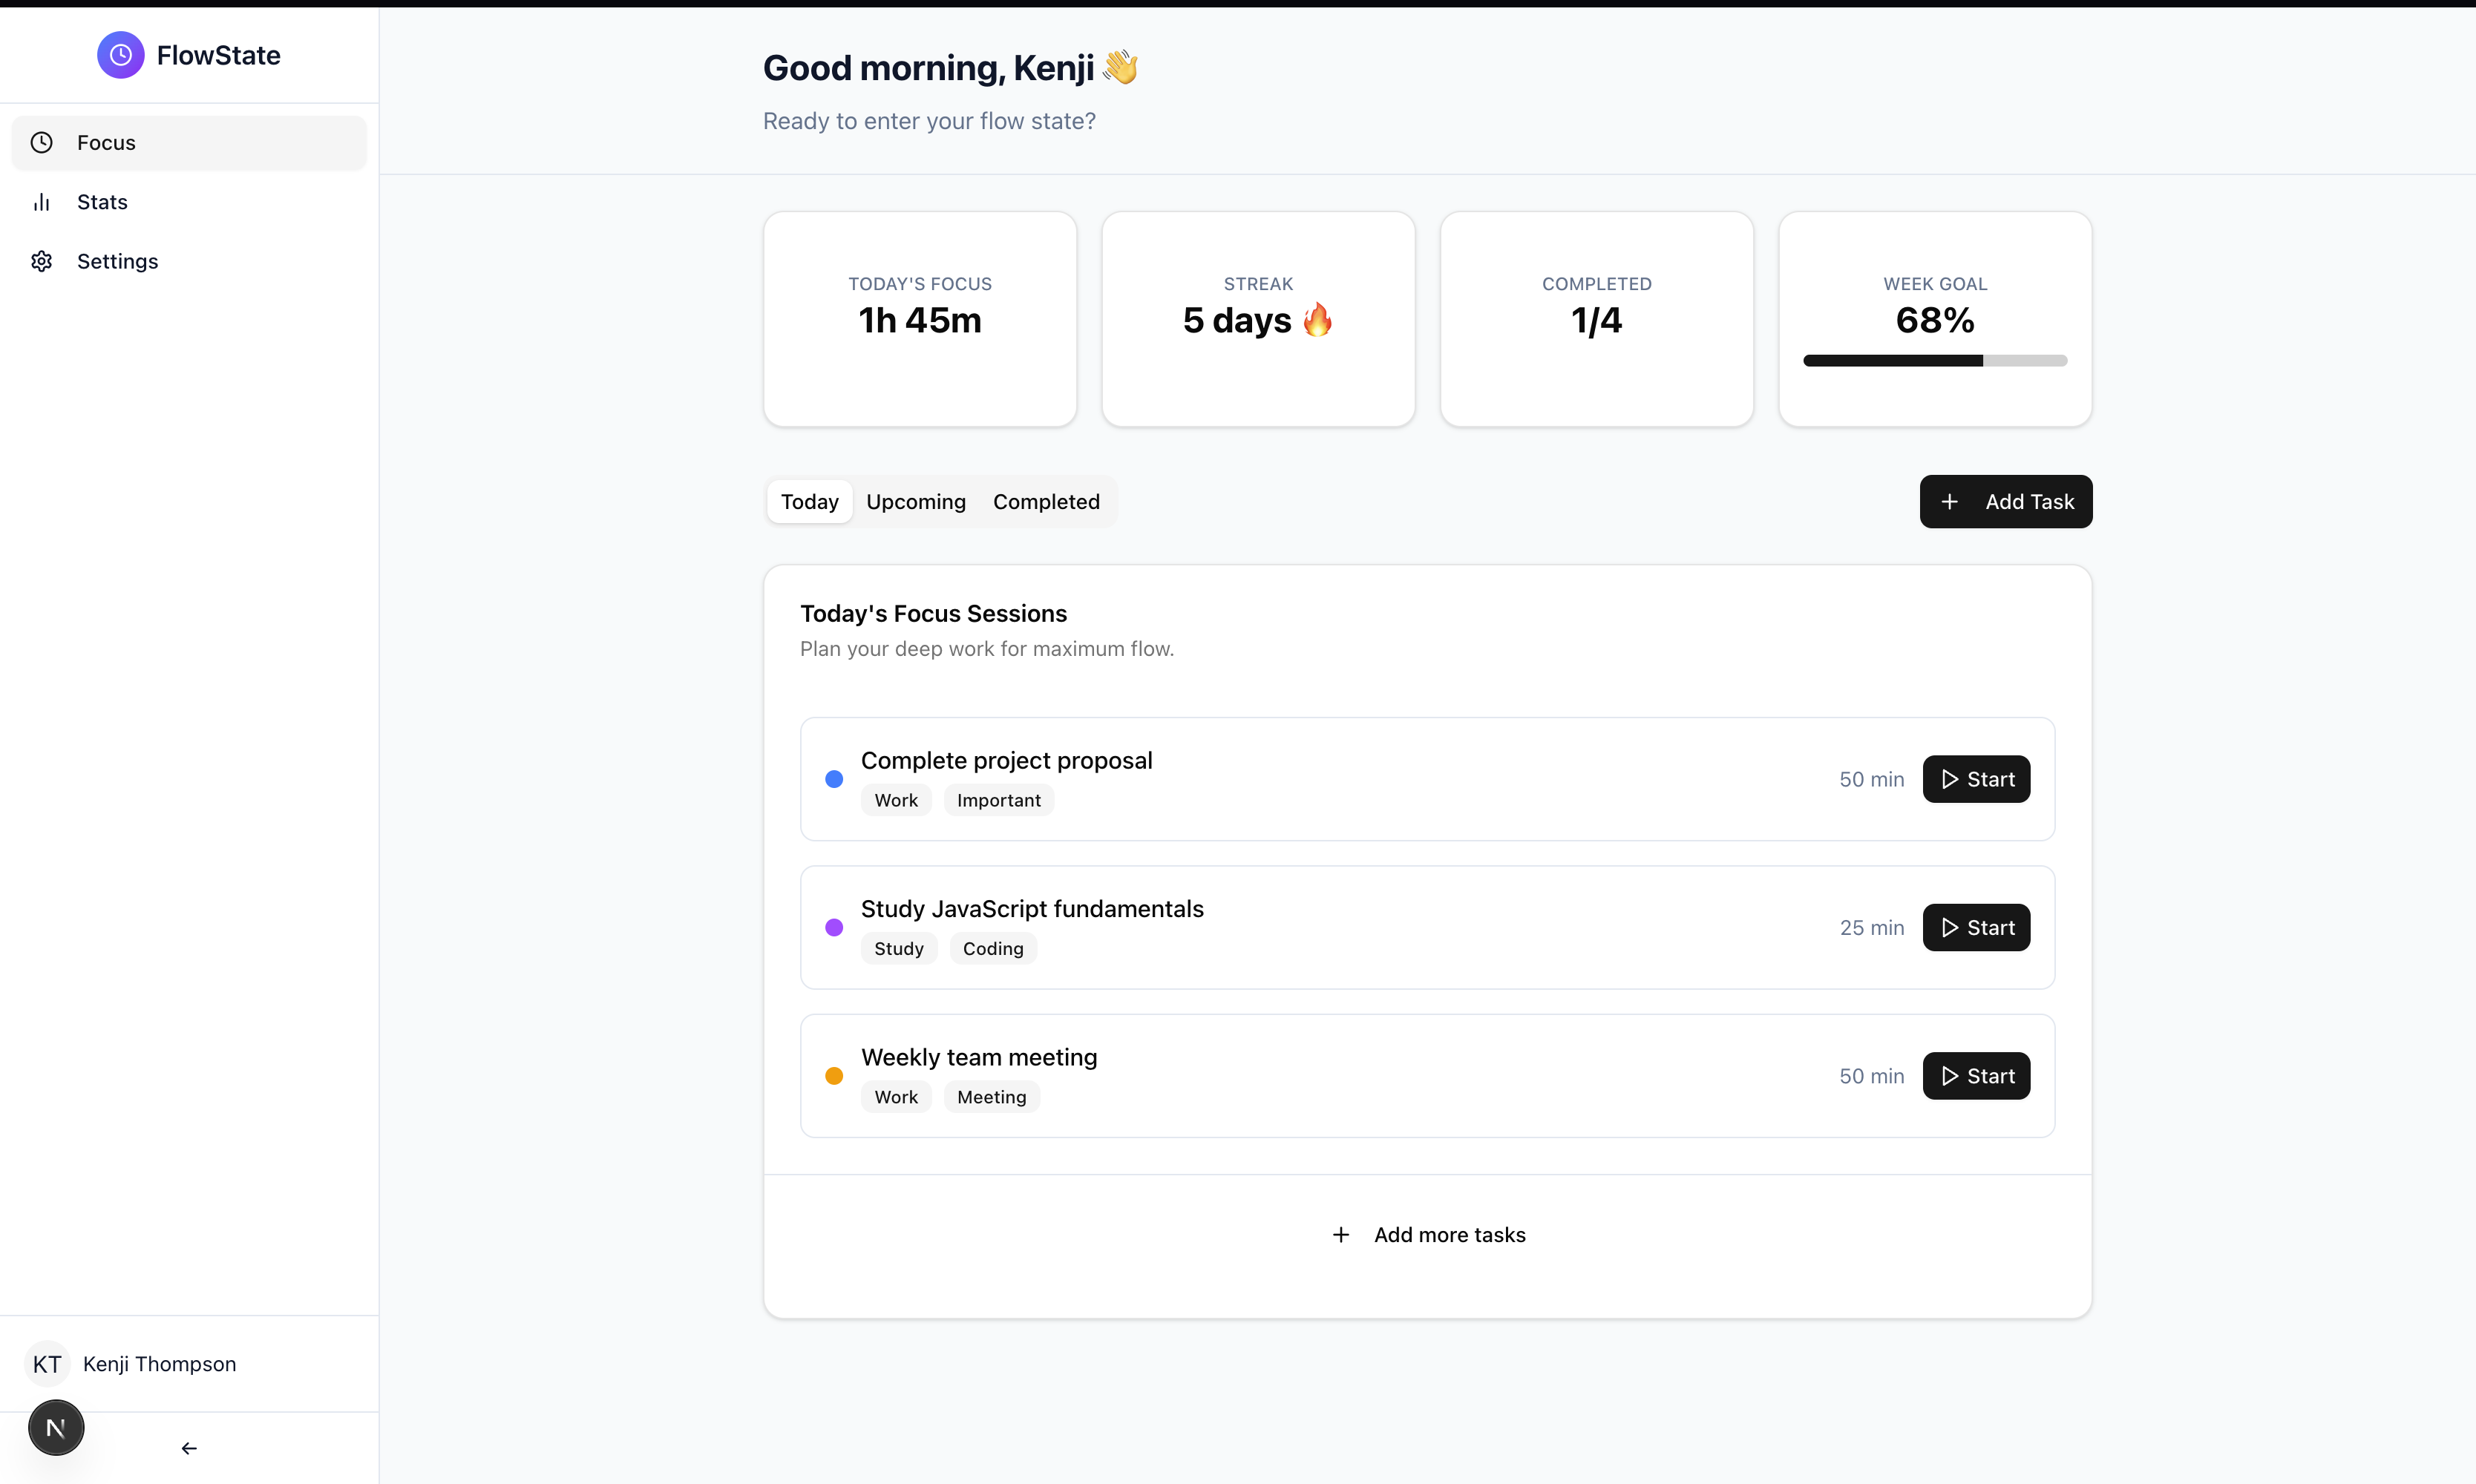 FlowState
Focus
Stats
Settings
Kenji Thompson
KT
N
Good morning, Kenji 👋
Ready to enter your flow state?
TODAY'S FOCUS
1h 45m
STREAK
5 days 🔥
COMPLETED
1/4
WEEK GOAL
68%
Today Upcoming Completed
Add Task
Today's Focus Sessions
Plan your deep work for maximum flow.
Complete project proposal
Work Important
50 min Start
Study JavaScript fundamentals
Study Coding
25 min Start
Weekly team meeting
Work Meeting
50 min Start
Add more tasks